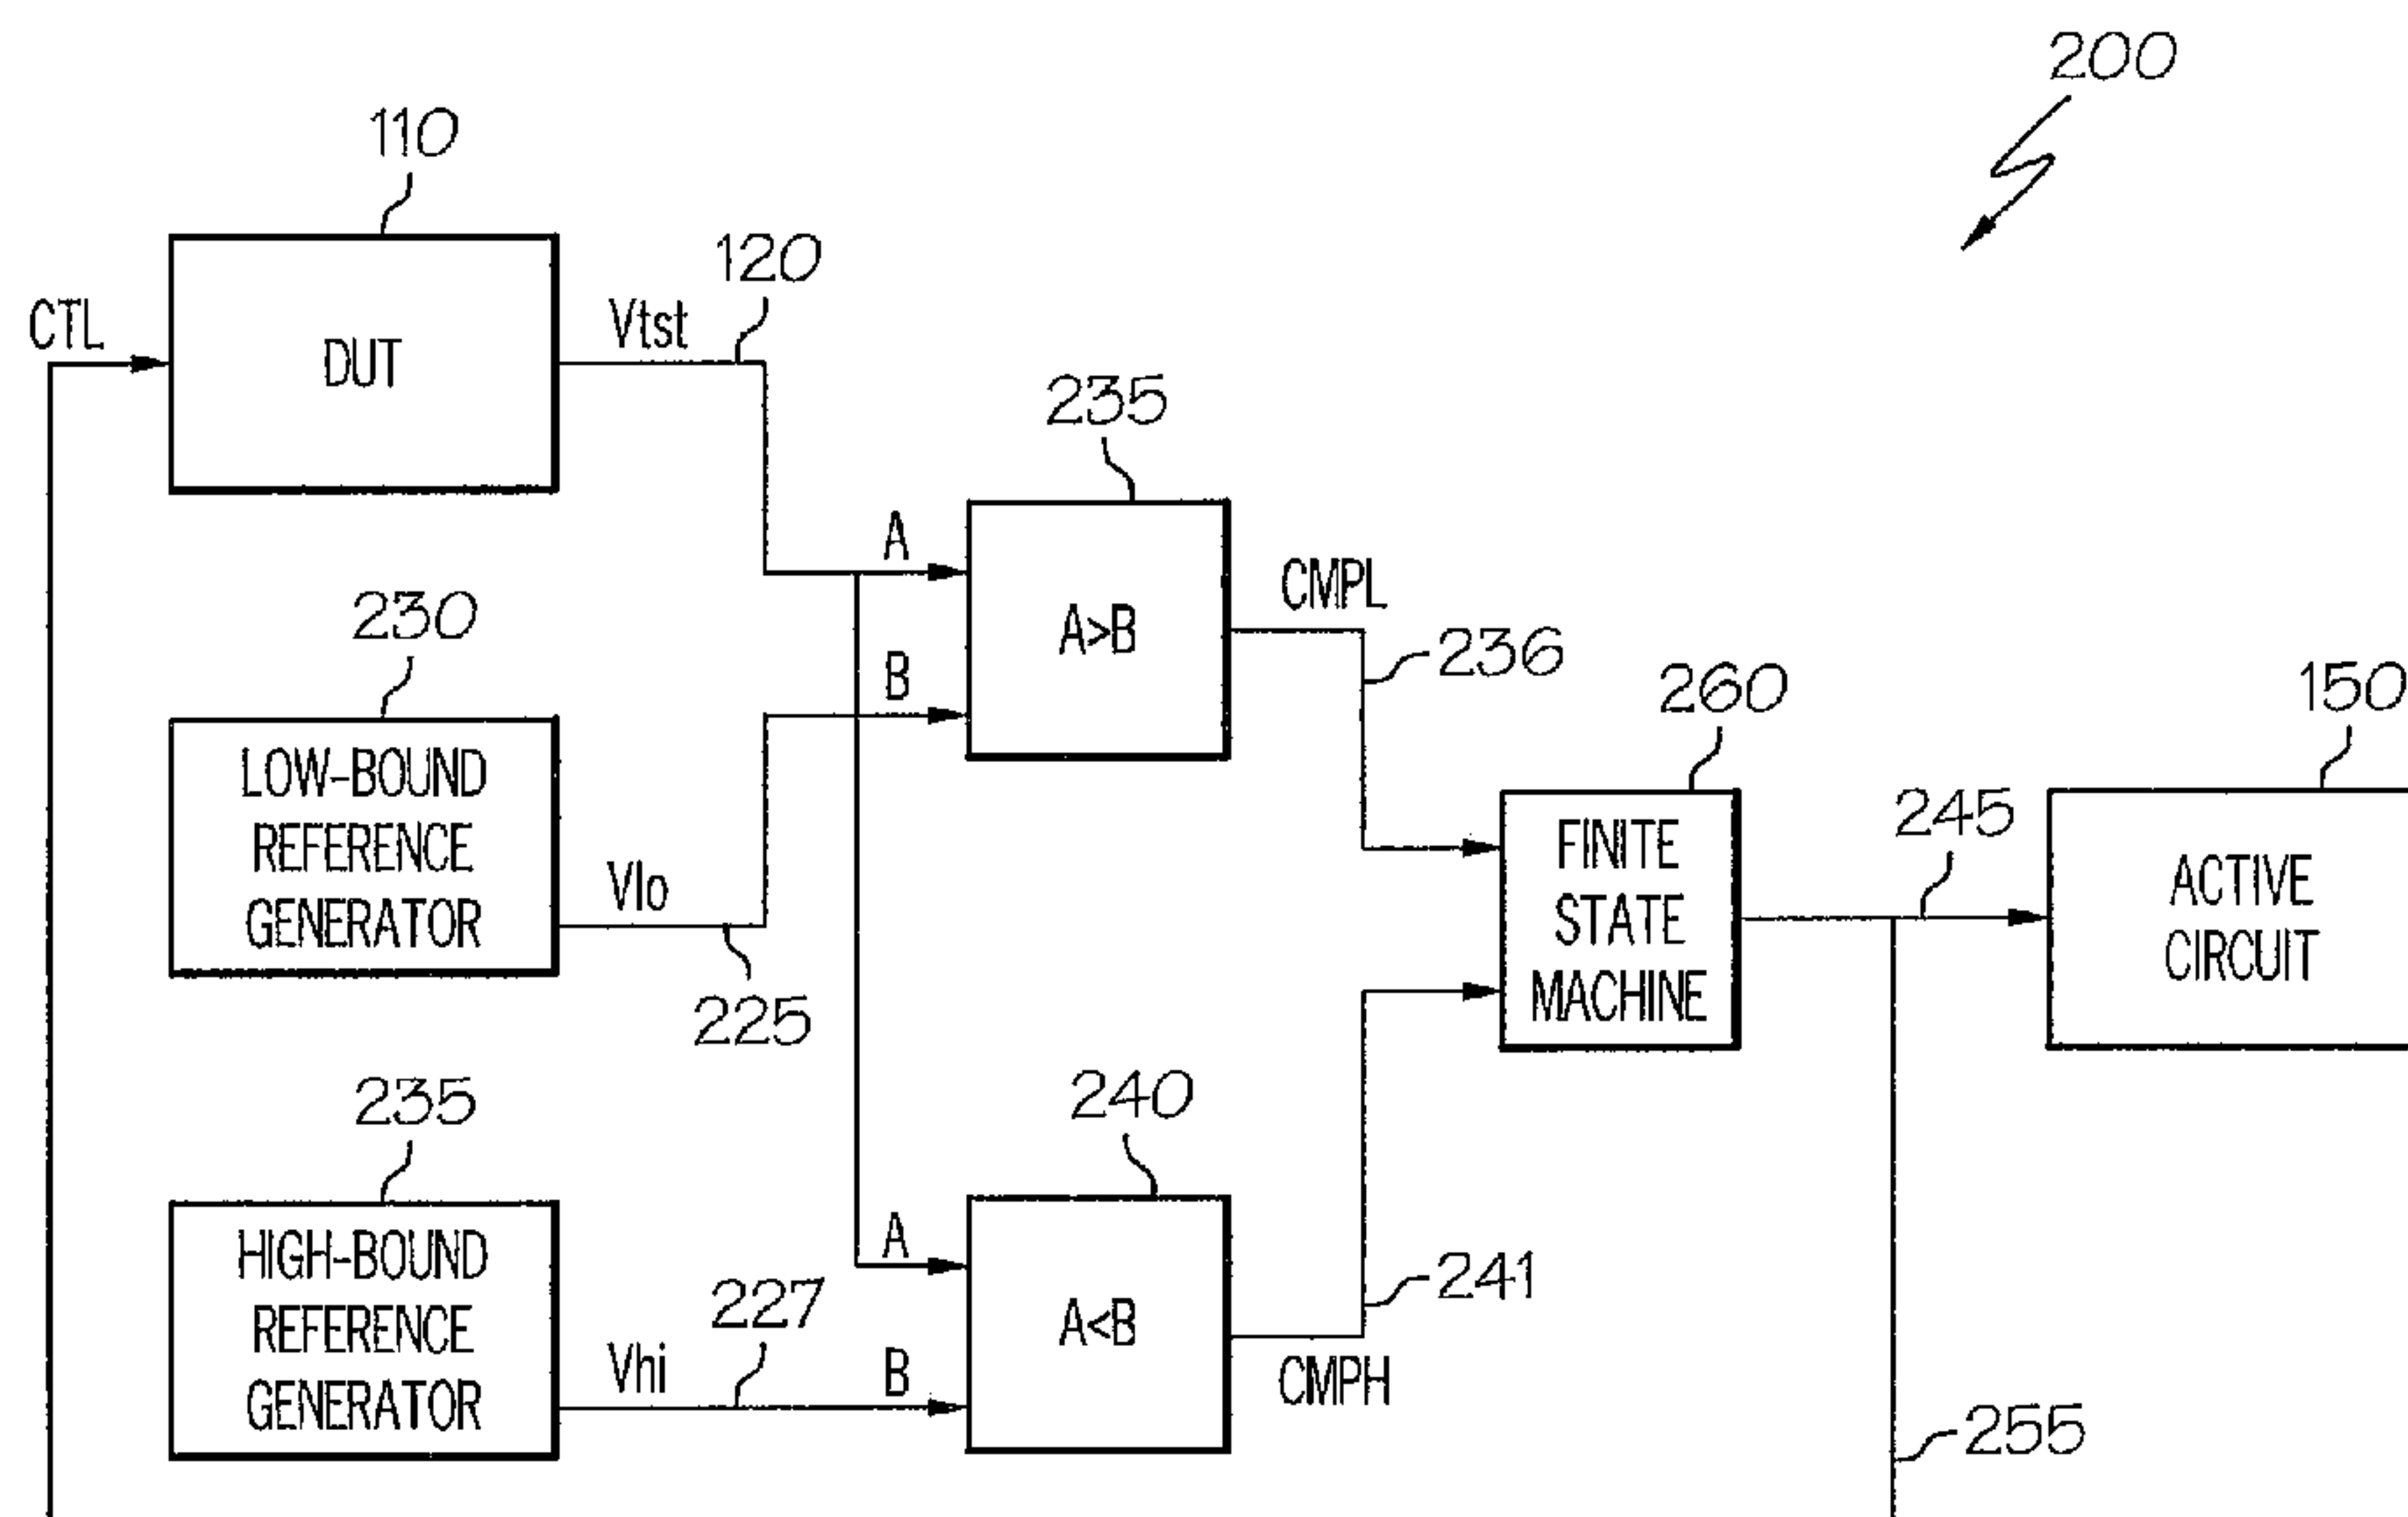 200
110
120
CTL
Vtst
DUT
235
A
CMPL
230
A>B
236
B
260
150
LOW-BOUND
REFERENCE
GENERATOR
Vlo
225
245
FINITE
STATE
MACHINE
ACTIVE
CIRCUIT
235
240
HIGH-BOUND
REFERENCE
GENERATOR
A
227
241
Vhi
B
A<B
CMPH
255